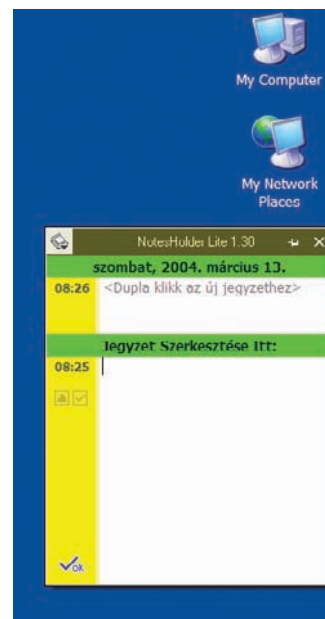 My Computer
My Network
Places
NotesHolder Lite 1.30
szombat, 2004. március 13.
08:26 <Dupla klikk az új jegyzethez>
Jegyzet Szerkesztése Itt:
08:25
ok